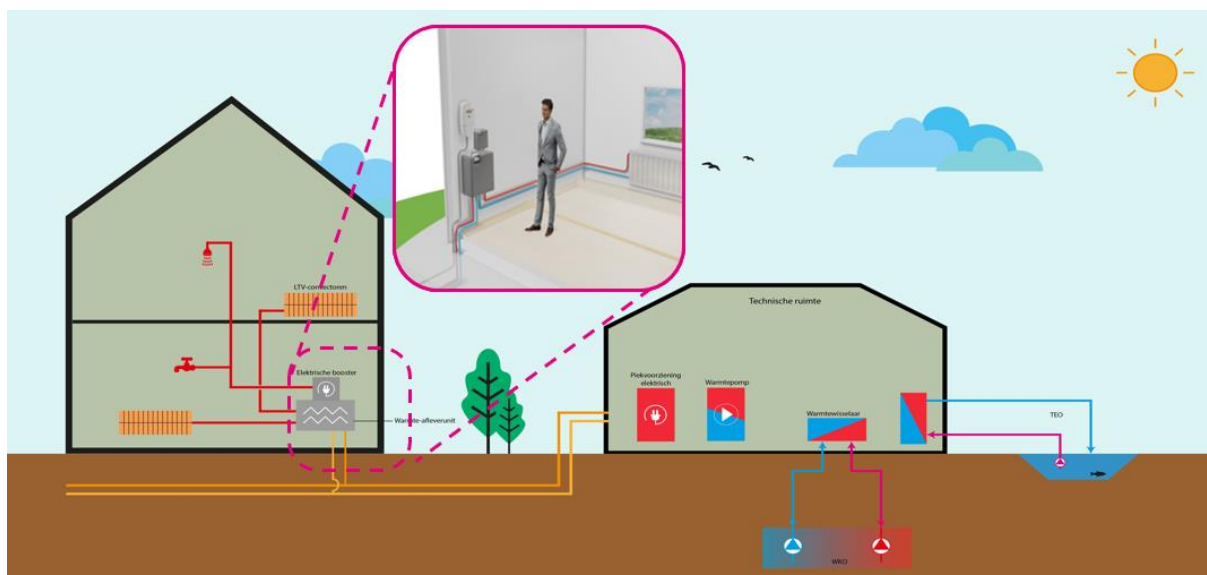 LTV-convectoren
Elektrische booster
Warmte-afleverunit
Technische ruimte
Piekvoorziening
elektrisch
Warmtepomp
Warmtewisselaar
TEO
WKO